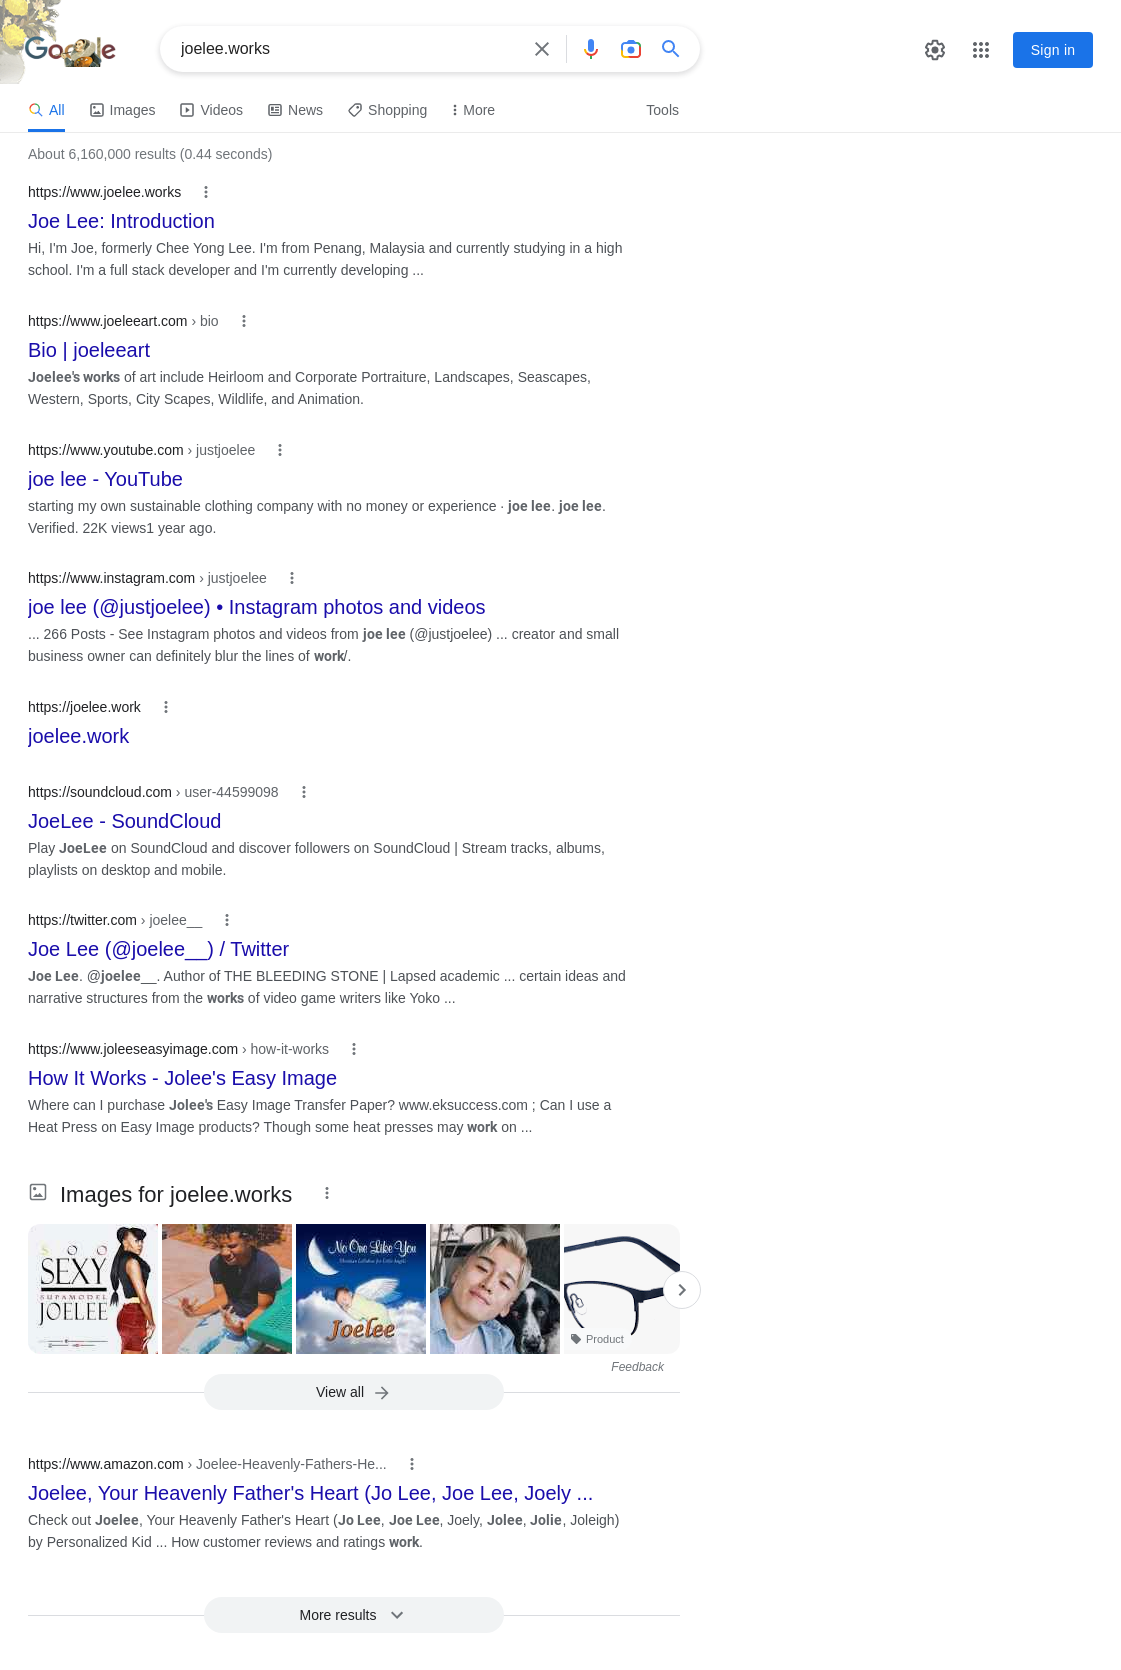 Google
joelee.works
Sign in
All
Images
Videos
News
Shopping
More
Tools
About 6,160,000 results (0.44 seconds)
https://www.joelee.works
Joe Lee: Introduction
Hi, I'm Joe, formerly Chee Yong Lee. I'm from Penang, Malaysia and currently studying in a high
school. I'm a full stack developer and I'm currently developing ...
https://www.joeleeart.com › bio
Bio | joeleeart
Joelee's works of art include Heirloom and Corporate Portraiture, Landscapes, Seascapes,
Western, Sports, City Scapes, Wildlife, and Animation.
https://www.youtube.com › justjoelee
joe lee - YouTube
starting my own sustainable clothing company with no money or experience · joe lee. joe lee.
Verified. 22K views1 year ago.
https://www.instagram.com › justjoelee
joe lee (@justjoelee) • Instagram photos and videos
... 266 Posts - See Instagram photos and videos from joe lee (@justjoelee) ... creator and small
business owner can definitely blur the lines of work/.
https://joelee.work
joelee.work
https://soundcloud.com › user-44599098
JoeLee - SoundCloud
Play JoeLee on SoundCloud and discover followers on SoundCloud | Stream tracks, albums,
playlists on desktop and mobile.
https://twitter.com › joelee__
Joe Lee (@joelee__) / Twitter
Joe Lee. @joelee__. Author of THE BLEEDING STONE | Lapsed academic ... certain ideas and
narrative structures from the works of video game writers like Yoko ...
https://www.joleeseasyimage.com › how-it-works
How It Works - Jolee's Easy Image
Where can I purchase Jolee's Easy Image Transfer Paper? www.eksuccess.com ; Can I use a
Heat Press on Easy Image products? Though some heat presses may work on ...
Images for joelee.works
SOO
SEXY
SUPAMODEL
JOELEE
No One Like You
Christian Lullabies for Little Angels
Joelee
Product
Feedback
View all
https://www.amazon.com › Joelee-Heavenly-Fathers-He...
Joelee, Your Heavenly Father's Heart (Jo Lee, Joe Lee, Joely ...
Check out Joelee, Your Heavenly Father's Heart (Jo Lee, Joe Lee, Joely, Jolee, Jolie, Joleigh)
by Personalized Kid ... How customer reviews and ratings work.
More results